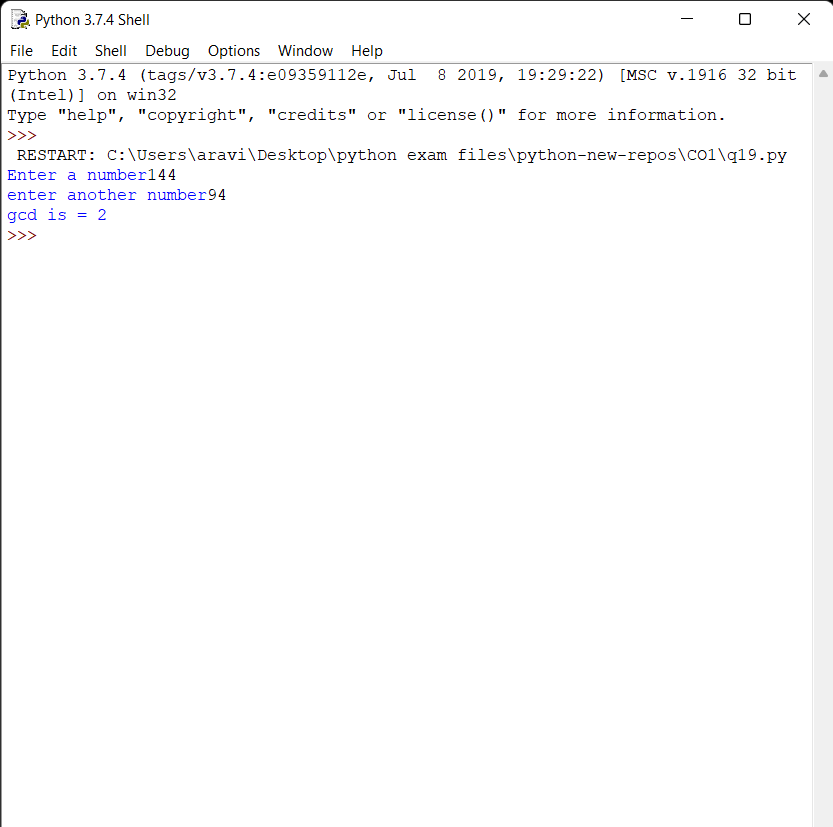 Python 3.7.4 Shell
File Edit Shell Debug Options Window Help
Python 3.7.4 (tags/v3.7.4:e09359112e, Jul  8 2019, 19:29:22) [MSC v.1916 32 bit
(Intel)] on win32
Type "help", "copyright", "credits" or "license()" for more information.
>>>
 RESTART: C:\Users\aravi\Desktop\python exam files\python-new-repos\CO1\q19.py
Enter a number144
enter another number94
gcd is = 2
>>>